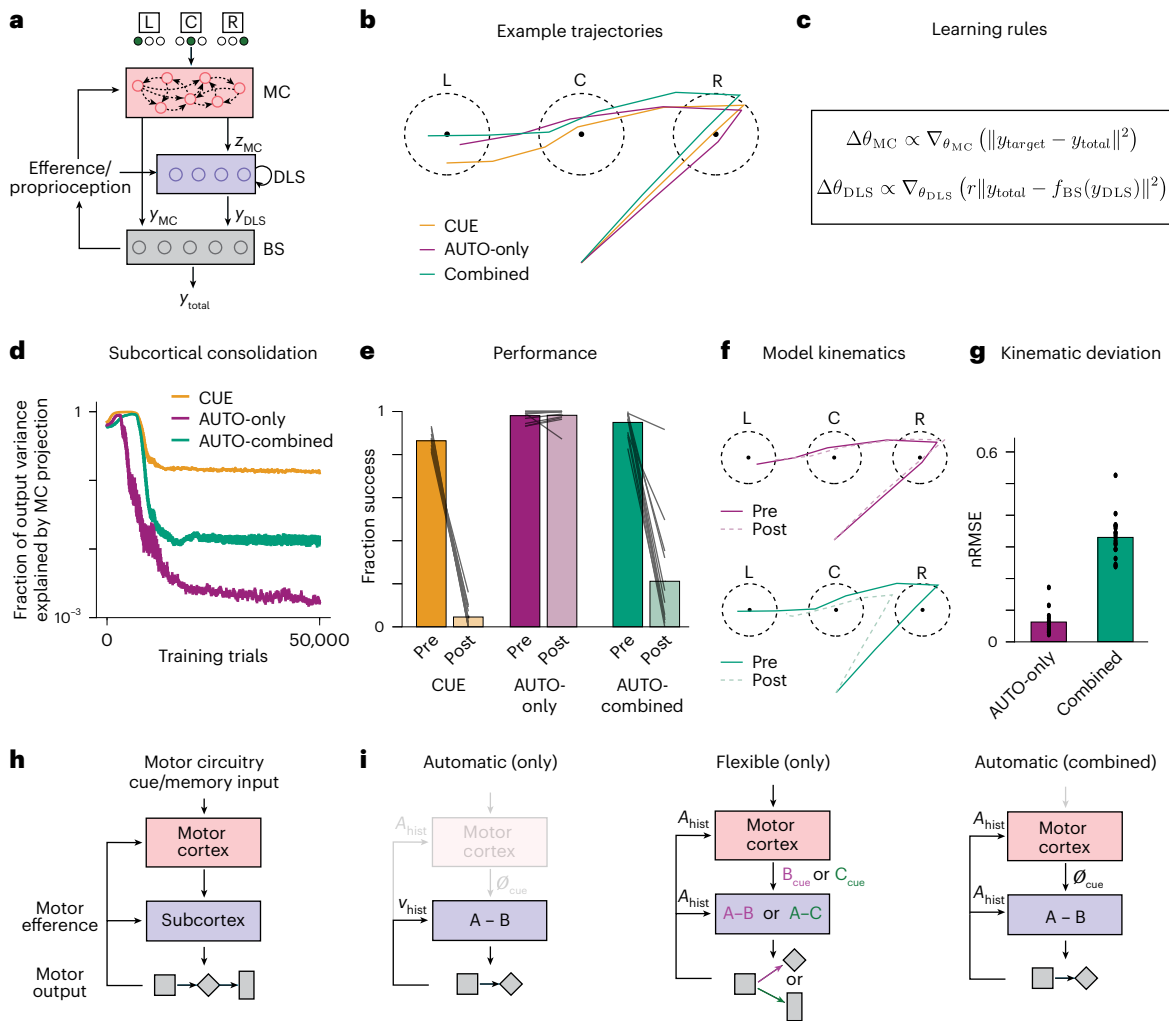 a
L C R
MC
z_MC
Efference/
proprioception
DLS
y_MC
y_DLS
BS
y_total
b
Example trajectories
L
C
R
CUE
AUTO-only
Combined
c
Learning rules
Δθ_MC ∝ ∇_θ_MC (‖y_target − y_total‖²)
Δθ_DLS ∝ ∇_θ_DLS (r‖y_total − f_BS(y_DLS)‖²)
d
Subcortical consolidation
Fraction of output variance
explained by MC projection
1
10⁻³
CUE
AUTO-only
AUTO-combined
0
50,000
Training trials
e
Performance
Fraction success
1
0
Pre
Post
Pre
Post
Pre
Post
CUE
AUTO-
only
AUTO-
combined
f
Model kinematics
L
C
R
Pre
Post
L
C
R
Pre
Post
g
Kinematic deviation
nRMSE
0.6
0
AUTO-only
Combined
h
Motor circuitry
cue/memory input
Motor
cortex
Motor
efference
Subcortex
Motor
output
i
Automatic (only)
A_hist
Motor
cortex
Ø_cue
v_hist
A – B
Flexible (only)
A_hist
Motor
cortex
B_cue or C_cue
A_hist
A–B or A–C
or
Automatic (combined)
A_hist
Motor
cortex
Ø_cue
A_hist
A – B